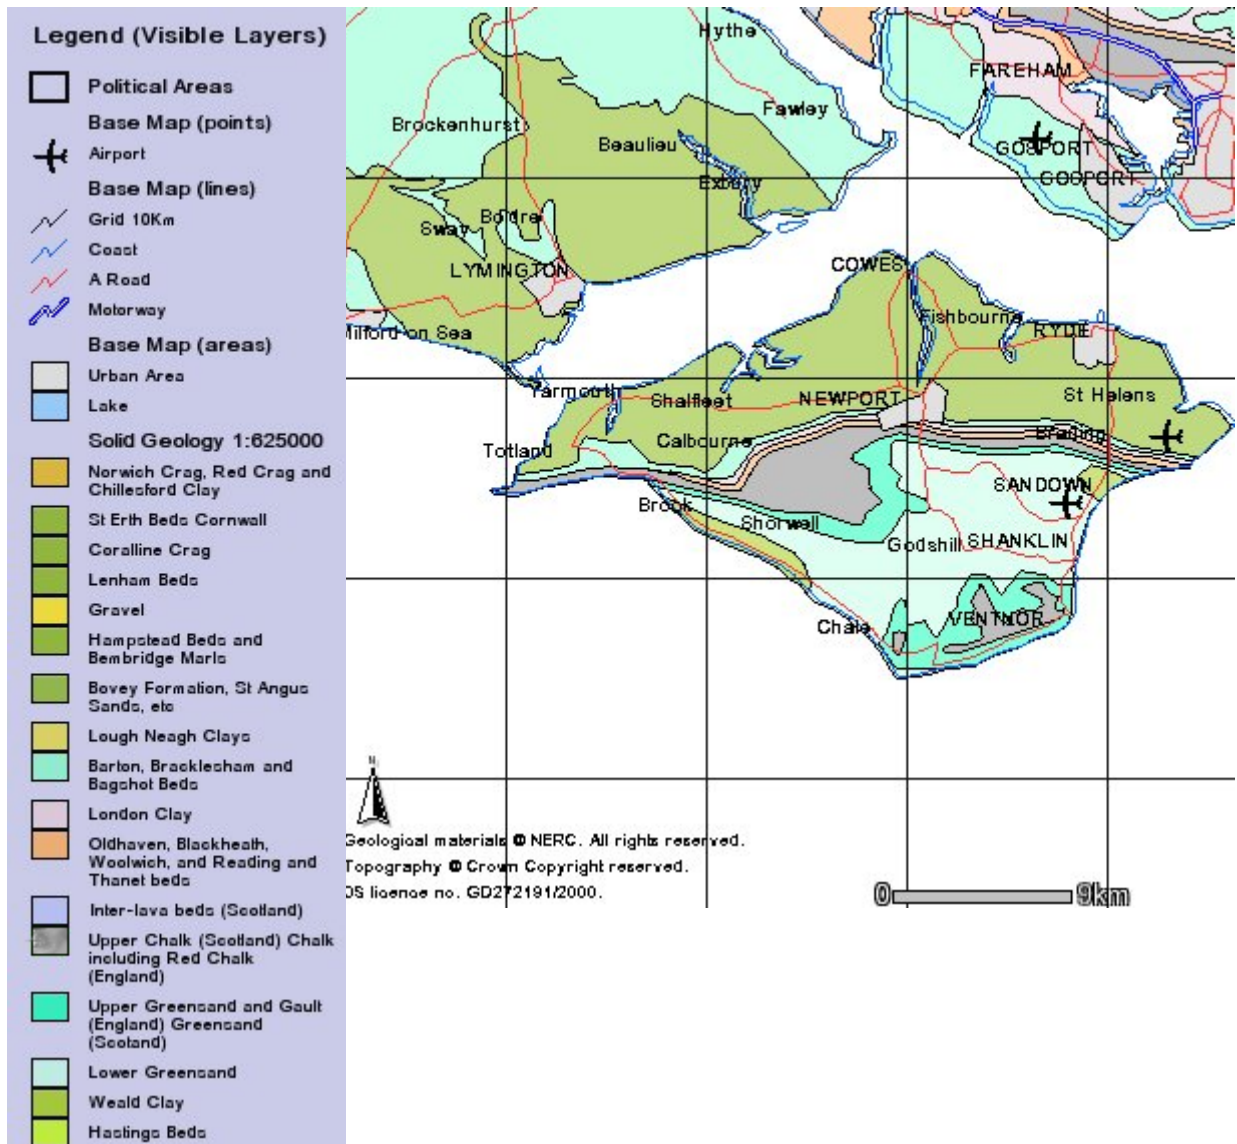 Legend (Visible Layers)
Political Areas
Base Map (points)
Airport
Base Map (lines)
Grid 10Km
Coast
A Road
Motorway
Base Map (areas)
Urban Area
Lake
Solid Geology 1:625000
Norwich Crag, Red Crag and
Chillesford Clay
St Erth Beds Cornwall
Coralline Crag
Lenham Beds
Gravel
Hampstead Beds and
Bembridge Marls
Bovey Formation, St Angus
Sands, etc
Lough Neagh Clays
Barton, Bracklesham and
Bagshot Beds
London Clay
Oldhaven, Blackheath,
Woolwich, and Reading and
Thanet beds
Inter-lava beds (Scotland)
Upper Chalk (Scotland) Chalk
including Red Chalk
(England)
Upper Greensand and Gault
(England) Greensand
(Scotand)
Lower Greensand
Weald Clay
Hastings Beds
Hythe
FAREHAM
Fawley
Brockenhurst
Beaulieu
GOSPORT
Exbury
GOSPORT
Boldre
Sway
LYMINGTON
COWES
Fishbourne
RYDE
Milford on Sea
Yarmouth
Shalfleet
NEWPORT
St Helens
Calbourne
Brading
Totland
SANDOWN
Brook
Shorwell
Godshill
SHANKLIN
Chale
VENTNOR
N
Geological materials © NERC. All rights reserved.
Topography © Crown Copyright reserved.
OS licence no. GD272191/2000.
0 9km